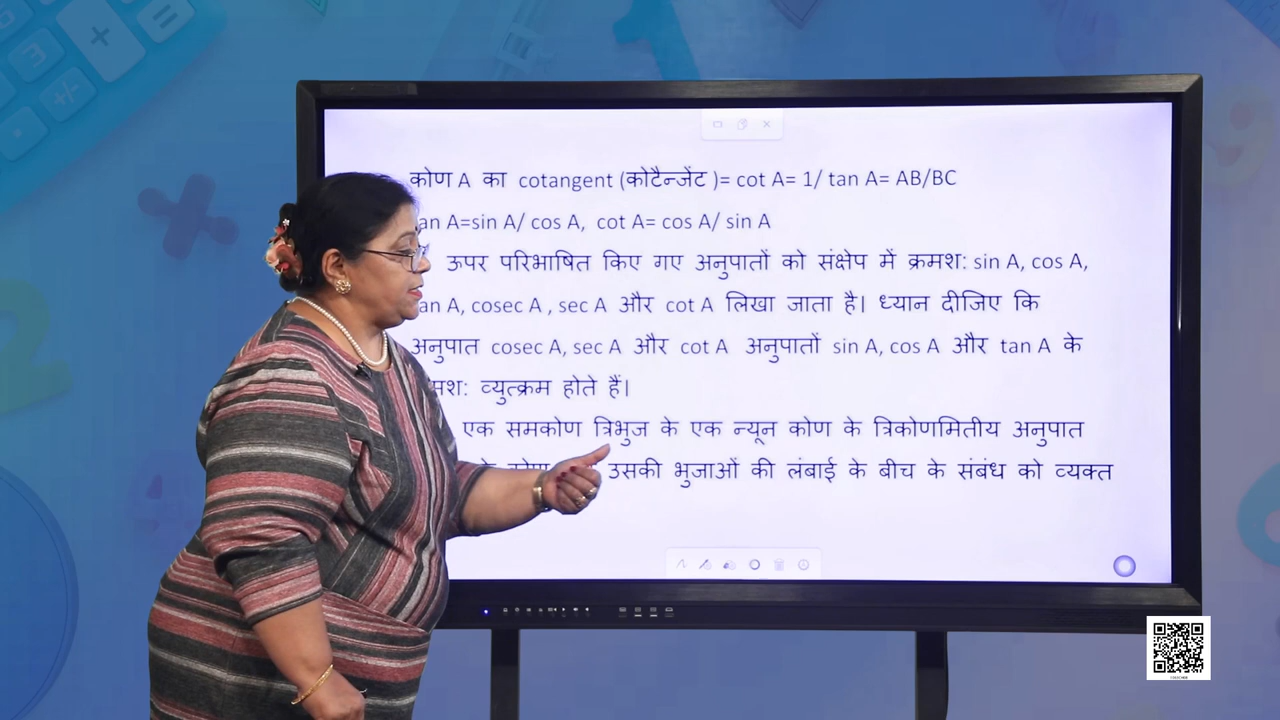 कोण A का cotangent (कोटैन्जेंट )= cot A= 1/ tan A= AB/BC
an A=sin A/ cos A, cot A= cos A/ sin A
ऊपर परिभाषित किए गए अनुपातों को संक्षेप में क्रमश: sin A, cos A,
an A, cosec A , sec A और cot A लिखा जाता है। ध्यान दीजिए कि
अनुपात cosec A, sec A और cot A अनुपातों sin A, cos A और tan A के
मश: व्युत्क्रम होते हैं।
एक समकोण त्रिभुज के एक न्यून कोण के त्रिकोणमितीय अनुपात
उसकी भुजाओं की लंबाई के बीच के संबंध को व्यक्त